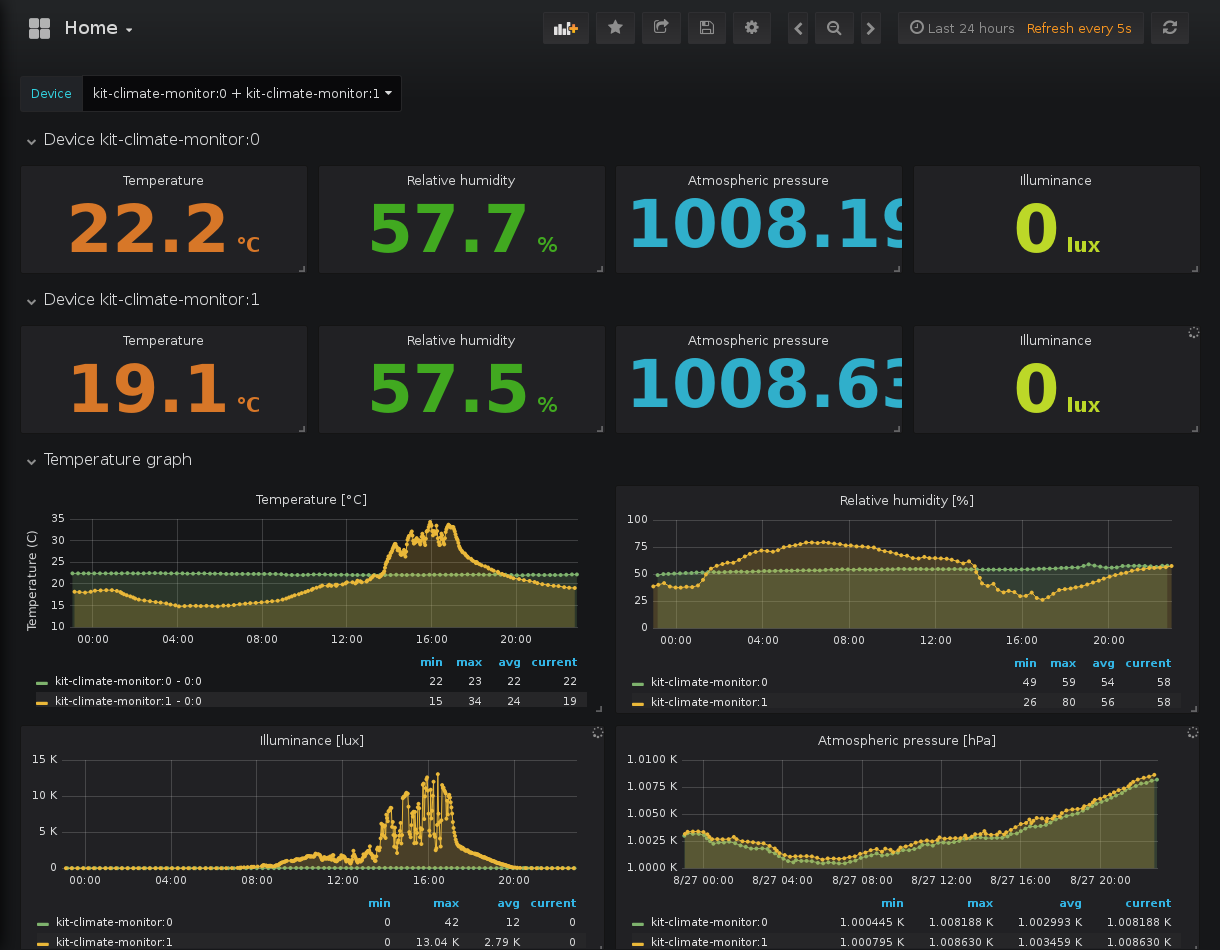 Home
Last 24 hours Refresh every 5s
Device kit-climate-monitor:0 + kit-climate-monitor:1
Device kit-climate-monitor:0
Temperature Relative humidity Atmospheric pressure Illuminance
22.2 °C 57.7 % 1008.19 0 lux
Device kit-climate-monitor:1
Temperature Relative humidity Atmospheric pressure Illuminance
19.1 °C 57.5 % 1008.63 0 lux
Temperature graph
Temperature [°C]
Temperature (C)
35
30
25
20
15
10
00:00 04:00 08:00 12:00 16:00 20:00
min max avg current
kit-climate-monitor:0 - 0:0 22 23 22 22
kit-climate-monitor:1 - 0:0 15 34 24 19
Relative humidity [%]
100
75
50
25
0
00:00 04:00 08:00 12:00 16:00 20:00
min max avg current
kit-climate-monitor:0 49 59 54 58
kit-climate-monitor:1 26 80 56 58
Illuminance [lux]
15 K
10 K
5 K
0
00:00 04:00 08:00 12:00 16:00 20:00
min max avg current
kit-climate-monitor:0 0 42 12 0
kit-climate-monitor:1 0 13.04 K 2.79 K 0
Atmospheric pressure [hPa]
1.0100 K
1.0075 K
1.0050 K
1.0025 K
1.0000 K
8/27 00:00 8/27 04:00 8/27 08:00 8/27 12:00 8/27 16:00 8/27 20:00
min max avg current
kit-climate-monitor:0 1.000445 K 1.008188 K 1.002993 K 1.008188 K
kit-climate-monitor:1 1.000795 K 1.008630 K 1.003459 K 1.008630 K